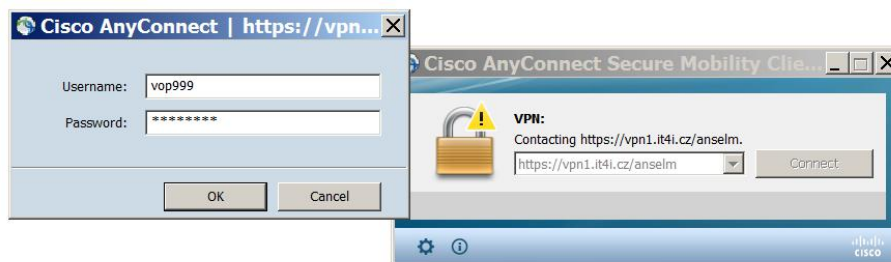 Cisco AnyConnect | https://vpn...
Username: vop999
Password: ********
OK Cancel
Cisco AnyConnect Secure Mobility Clie...
VPN:
Contacting https://vpn1.it4i.cz/anselm.
https://vpn1.it4i.cz/anselm Connect
CISCO